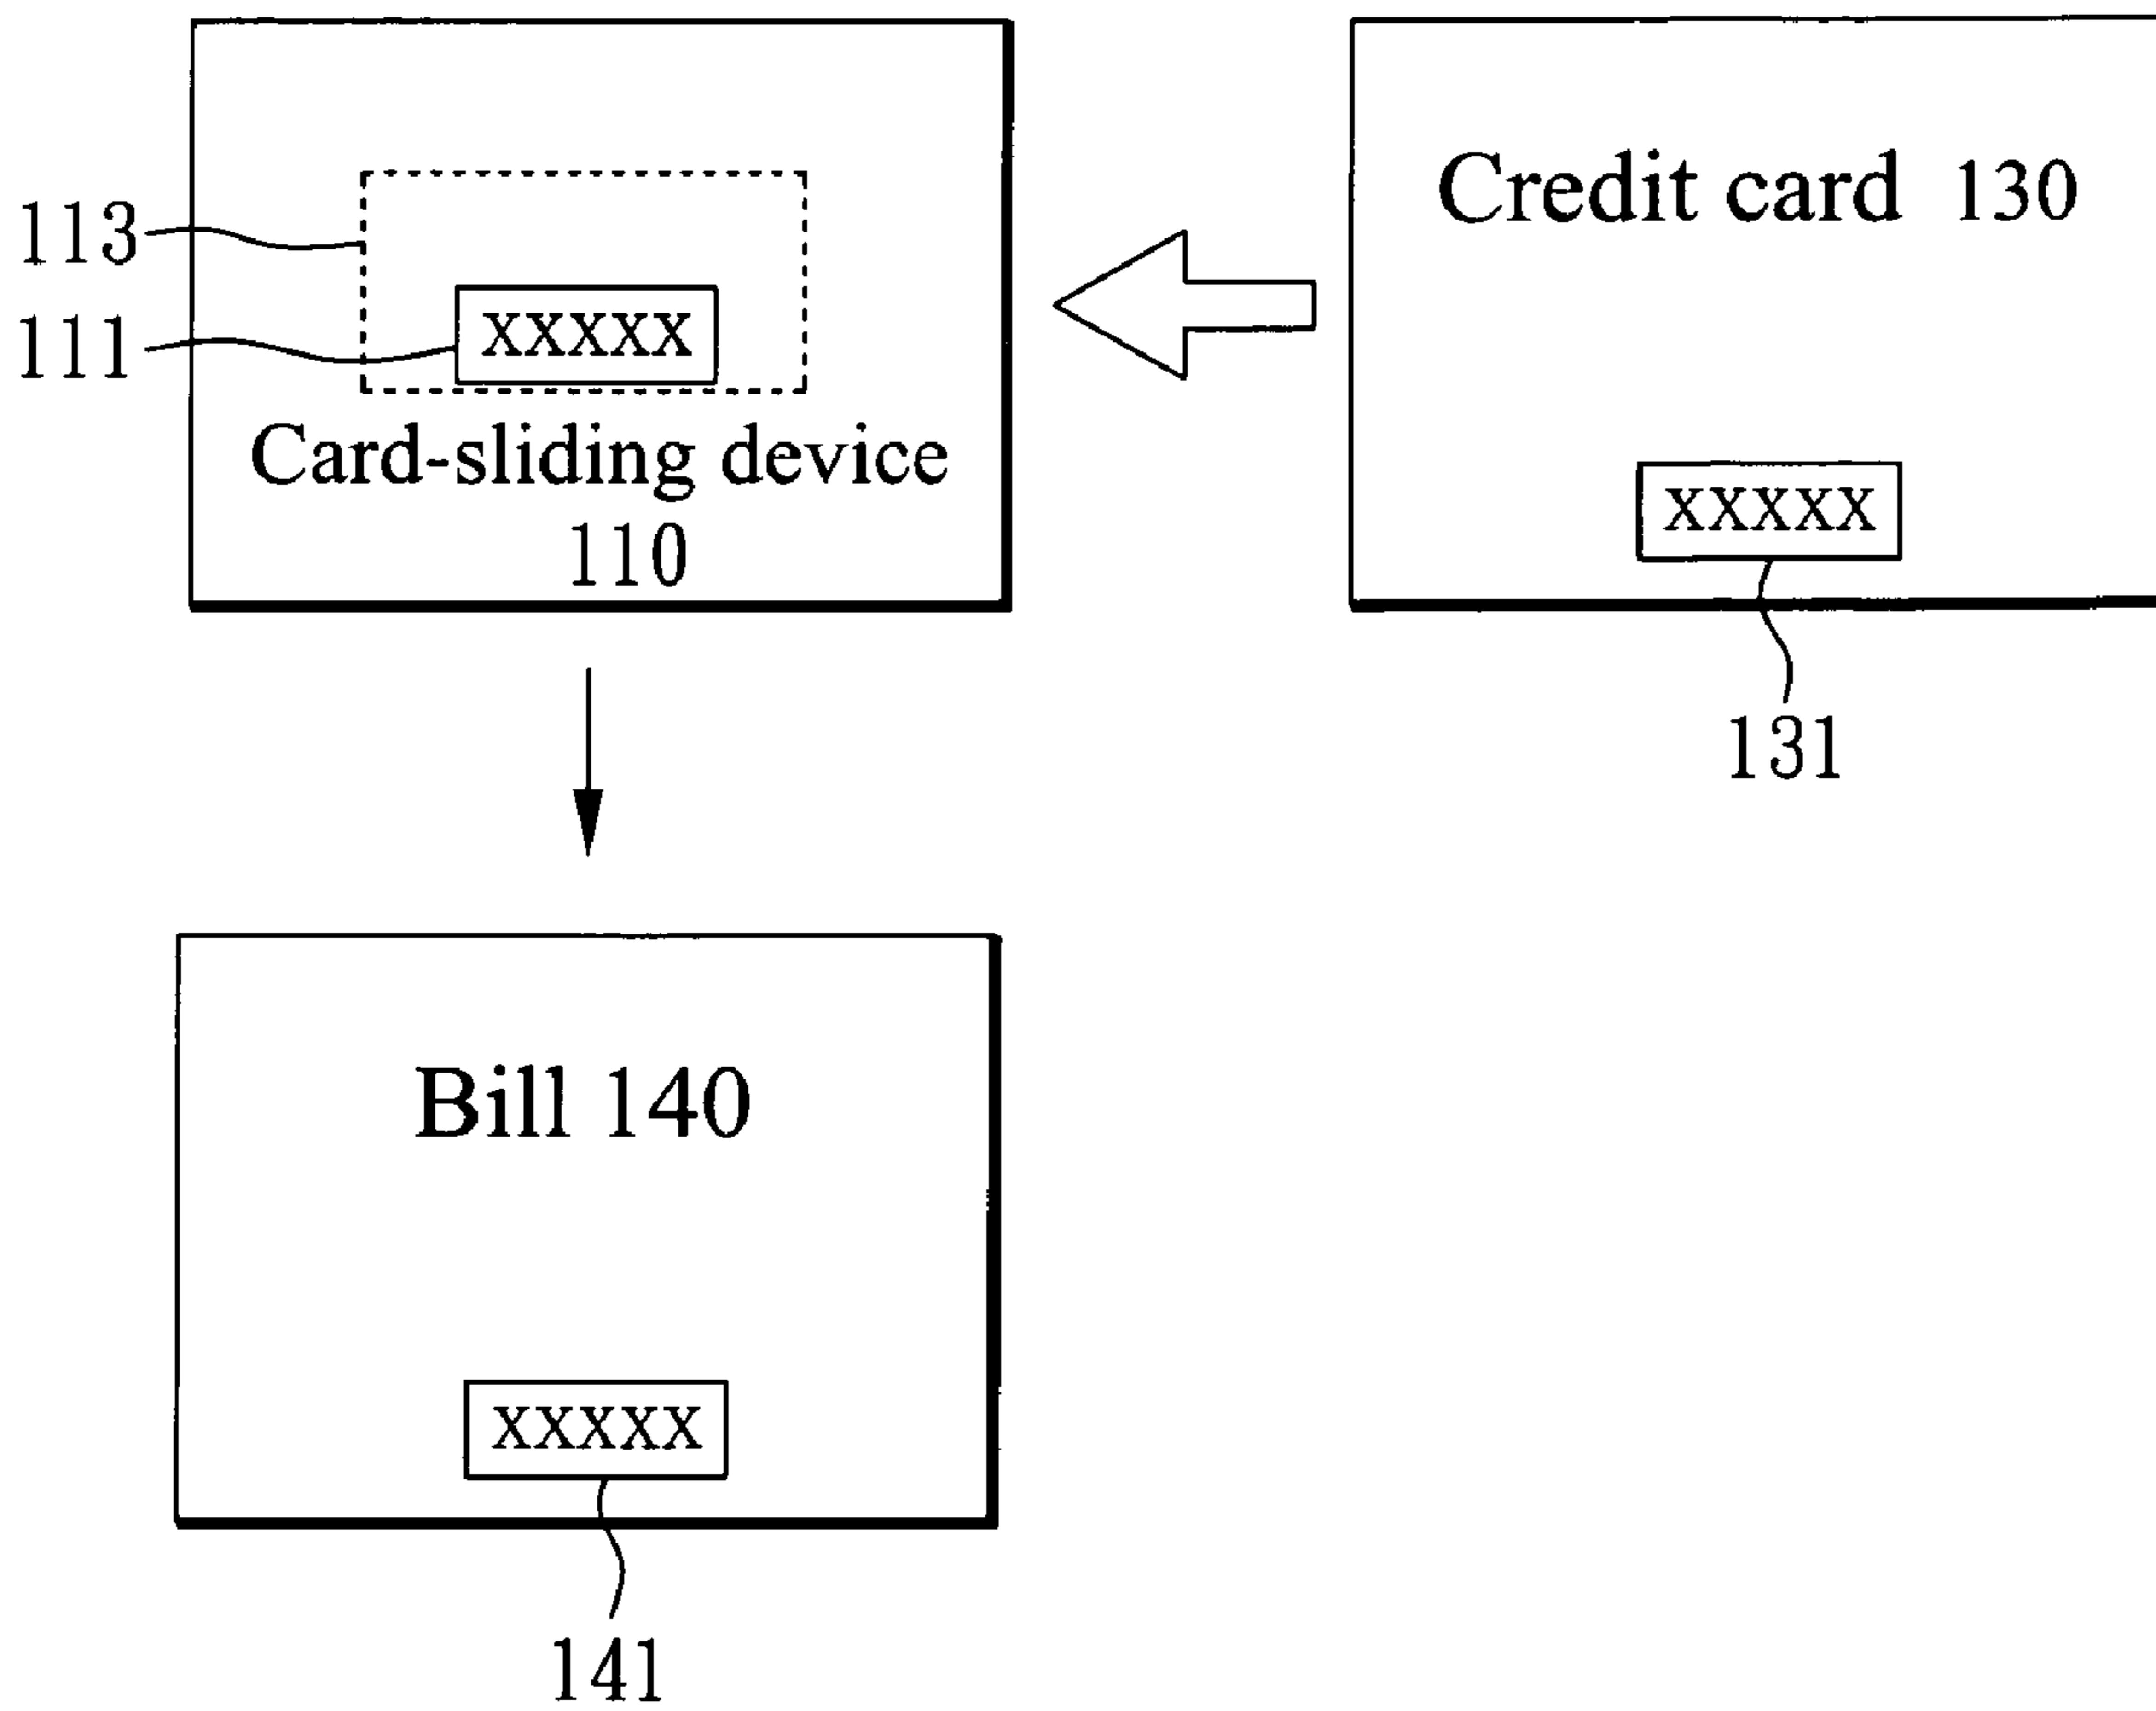 Credit card 130
113
111
XXXXX
Card-sliding device
110
XXXXX
131
Bill 140
XXXXX
141